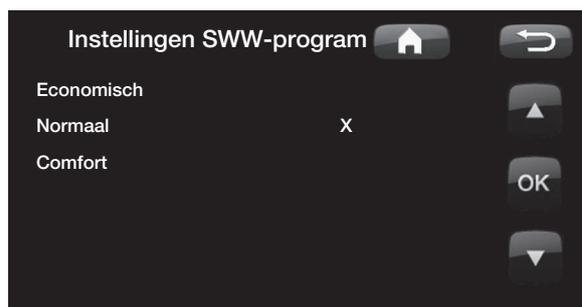 Instellingen SWW-program
Economisch
Normaal X
Comfort
OK